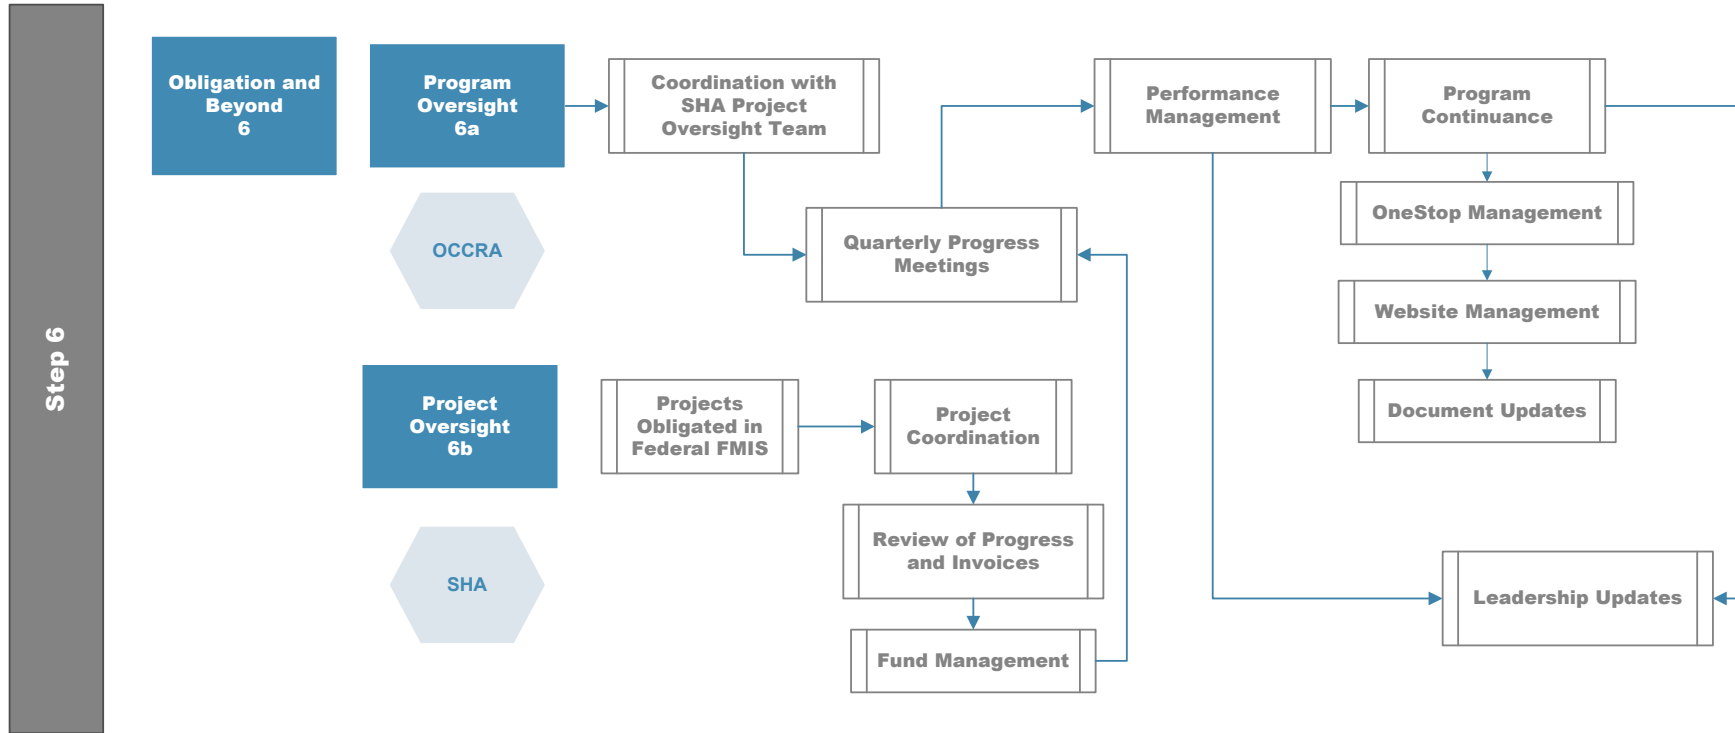 Step 6
Obligation and
Beyond
6
Program
Oversight
6a
Coordination with
SHA Project
Oversight Team
Performance
Management
Program
Continuance
OCCRA
Quarterly Progress
Meetings
OneStop Management
Website Management
Document Updates
Project
Oversight
6b
Projects
Obligated in
Federal FMIS
Project
Coordination
SHA
Review of Progress
and Invoices
Fund Management
Leadership Updates